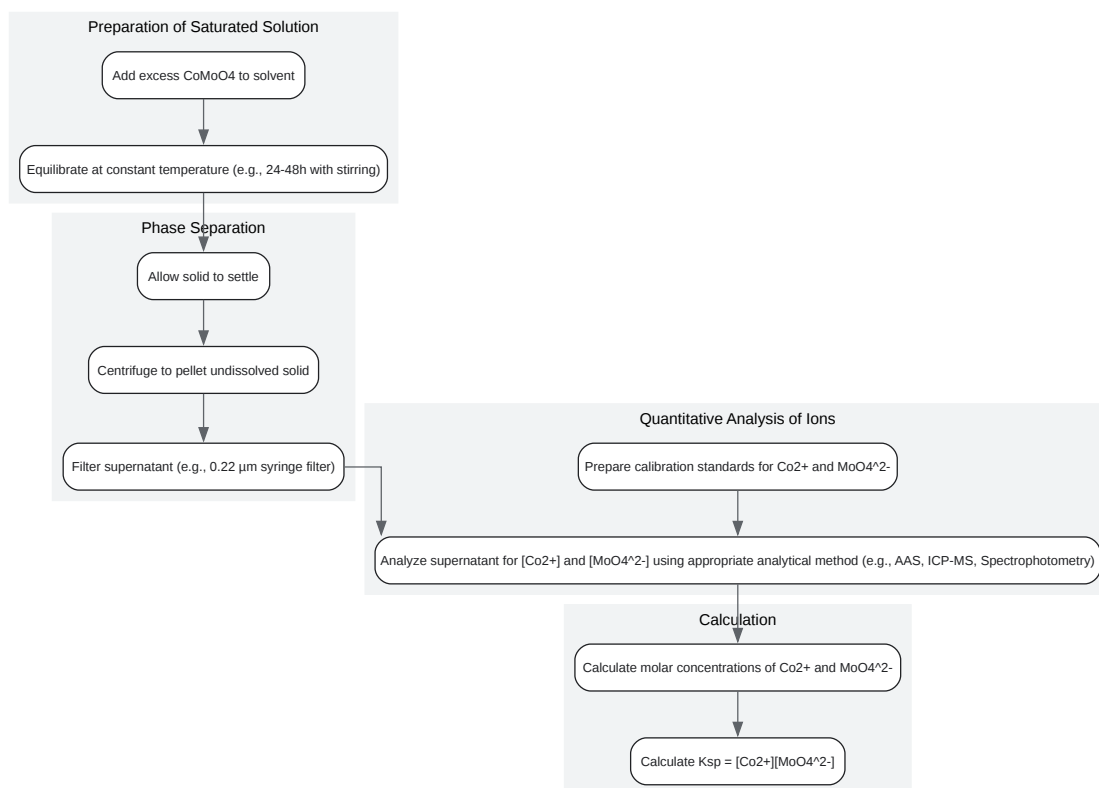 Preparation of Saturated Solution
Add excess CoMoO4 to solvent
Equilibrate at constant temperature (e.g., 24-48h with stirring)
Phase Separation
Allow solid to settle
Centrifuge to pellet undissolved solid
Filter supernatant (e.g., 0.22 µm syringe filter)
Quantitative Analysis of Ions
Prepare calibration standards for Co2+ and MoO4^2-
Analyze supernatant for [Co2+] and [MoO4^2-] using appropriate analytical method (e.g., AAS, ICP-MS, Spectrophotometry)
Calculation
Calculate molar concentrations of Co2+ and MoO4^2-
Calculate Ksp = [Co2+][MoO4^2-]